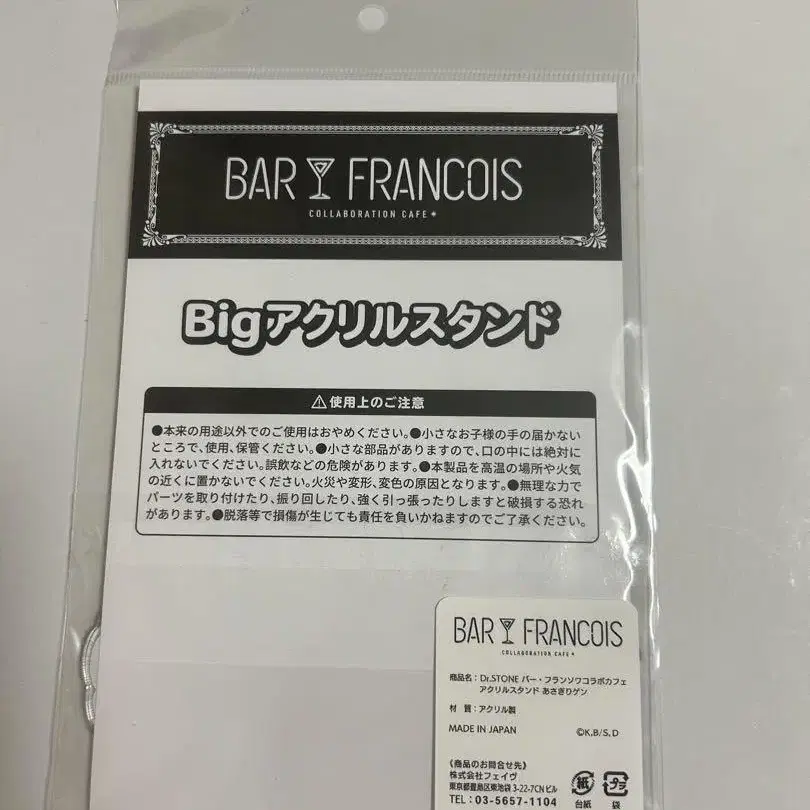 BAR FRANCOIS
COLLABORATION CAFE
Bigアクリルスタンド
⚠使用上のご注意
●本来の用途以外でのご使用はおやめください。●小さなお子様の手の届かない
ところで、使用、保管ください。●小さい部品がありますので、口の中には絶対に
入れないでください。誤飲などの危険があります。●本製品を高温の場所や火気
の近くに置かないでください。火災や変形、変色の原因となります。●無理な力で
パーツを取り付けたり、振り回したり、強く引っ張ったりしますと破損する恐れ
があります。●脱落等で損傷が生じても責任を負いかねますのでご了承ください。
BAR FRANCOIS
COLLABORATION CAFE
商品名：Dr.STONE バー・フランソワコラボカフェ
アクリルスタンド あさぎりゲン
材 質：アクリル製
MADE IN JAPAN ©K,B/S,D
《商品のお問合せ先》
株式会社フェイヴ
東京都豊島区東池袋 3-22-7CNビル
TEL：03-5657-1104
紙 プラ
台紙 袋